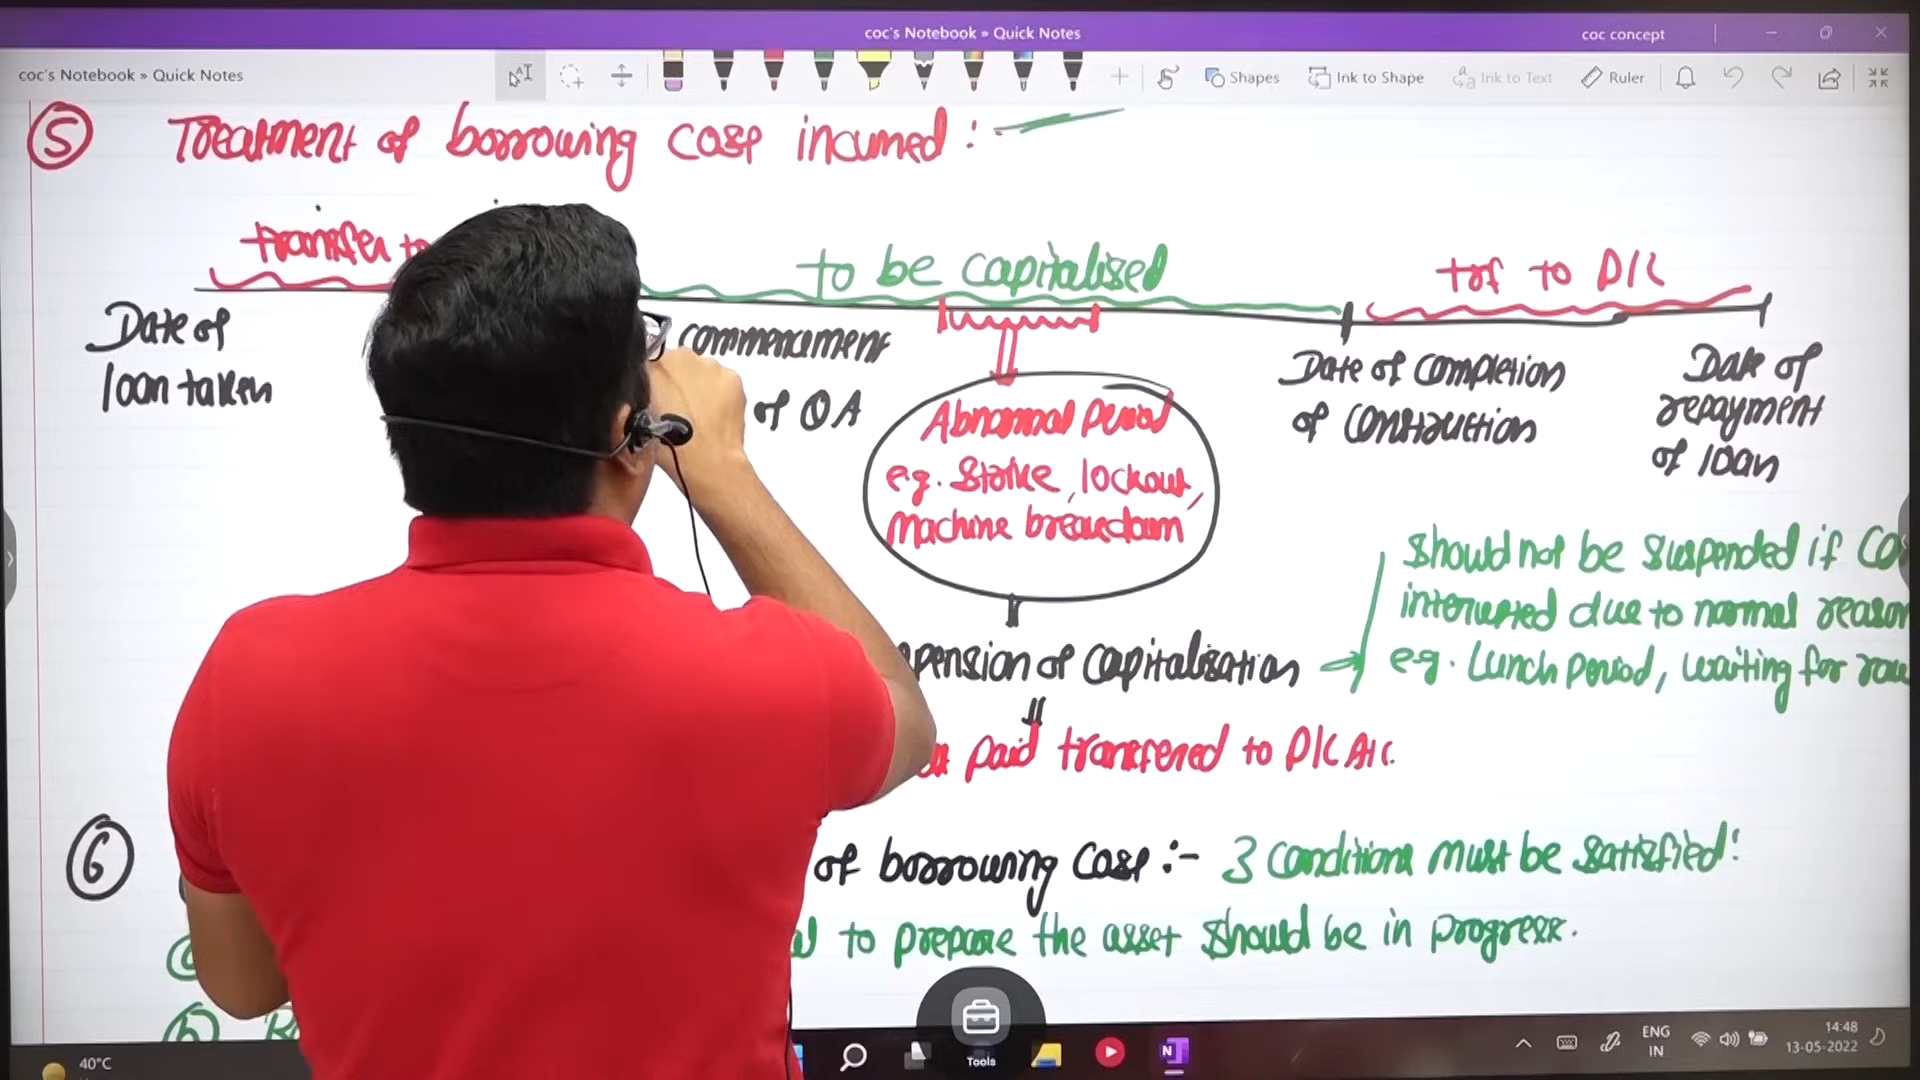 coc's Notebook » Quick Notes
coc concept
coc's Notebook » Quick Notes
Shapes
Ink to Shape
Ink to Text
Ruler
5 Treatment of borrowing cost incurred :-
transfer to
to be capitalised
trf to P/L
Date of
loan taken
commencement
of QA
Date of completion
of construction
Date of
repayment
of loan
Abnormal period
e.g. Strike, lockout,
Machine breakdown
should not be suspended if
interrupted due to normal reason
e.g. Lunch period, waiting for
pension of capitalisation
paid transferred to P/L A/c.
6
of borrowing cost :- 3 conditions must be satisfied:
to prepare the asset should be in progress.
b
Tools
40°C
ENG
IN
14:48
13-05-2022